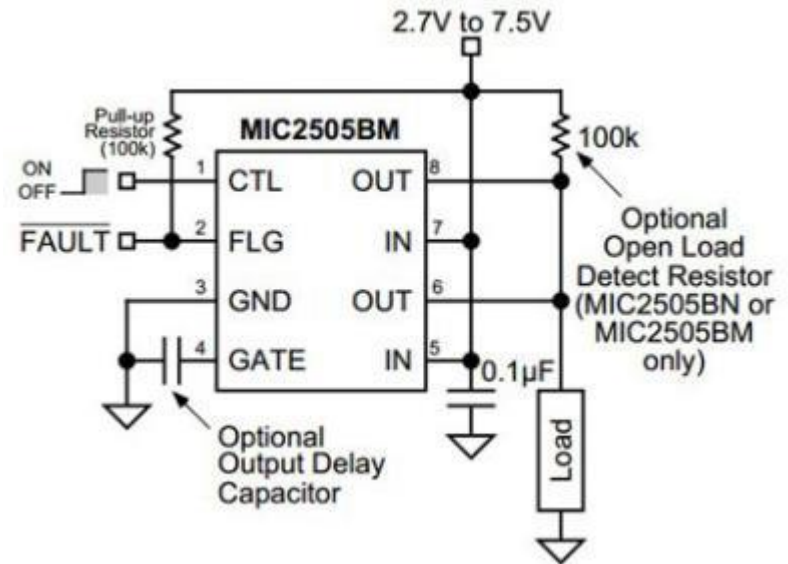 2.7V to 7.5V
Pull-up
Resistor
(100k)
MIC2505BM
100k
ON
OFF
1
CTL
OUT
8
FAULT
2
FLG
IN
7
3
GND
OUT
6
4
GATE
IN
5
0.1µF
Optional
Open Load
Detect Resistor
(MIC2505BN or
MIC2505BM
only)
Optional
Output Delay
Capacitor
Load